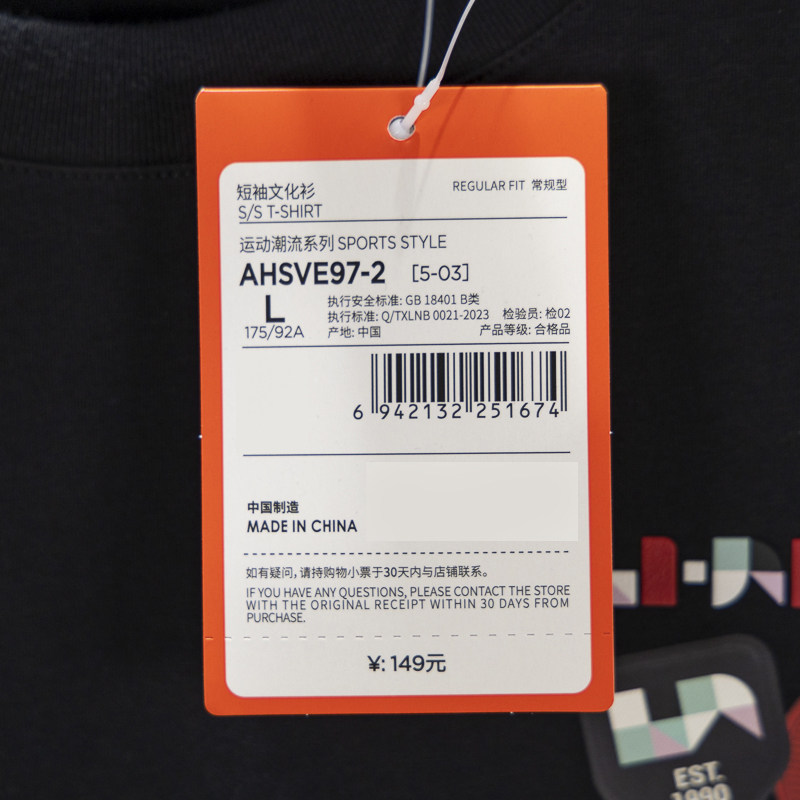 短袖文化衫
REGULAR FIT 常规型
S/S T-SHIRT
运动潮流系列 SPORTS STYLE
AHSVE97-2 [5-03]
L
175/92A
执行安全标准: GB 18401 B类
执行标准: Q/TXLNB 0021-2023 检验员: 检02
产地: 中国 产品等级: 合格品
6 942132 251674
中国制造
MADE IN CHINA
如有疑问,请持购物小票于30天内与店铺联系。
IF YOU HAVE ANY QUESTIONS, PLEASE CONTACT THE STORE
WITH THE ORIGINAL RECEIPT WITHIN 30 DAYS FROM
PURCHASE.
¥: 149元
EST.
1990